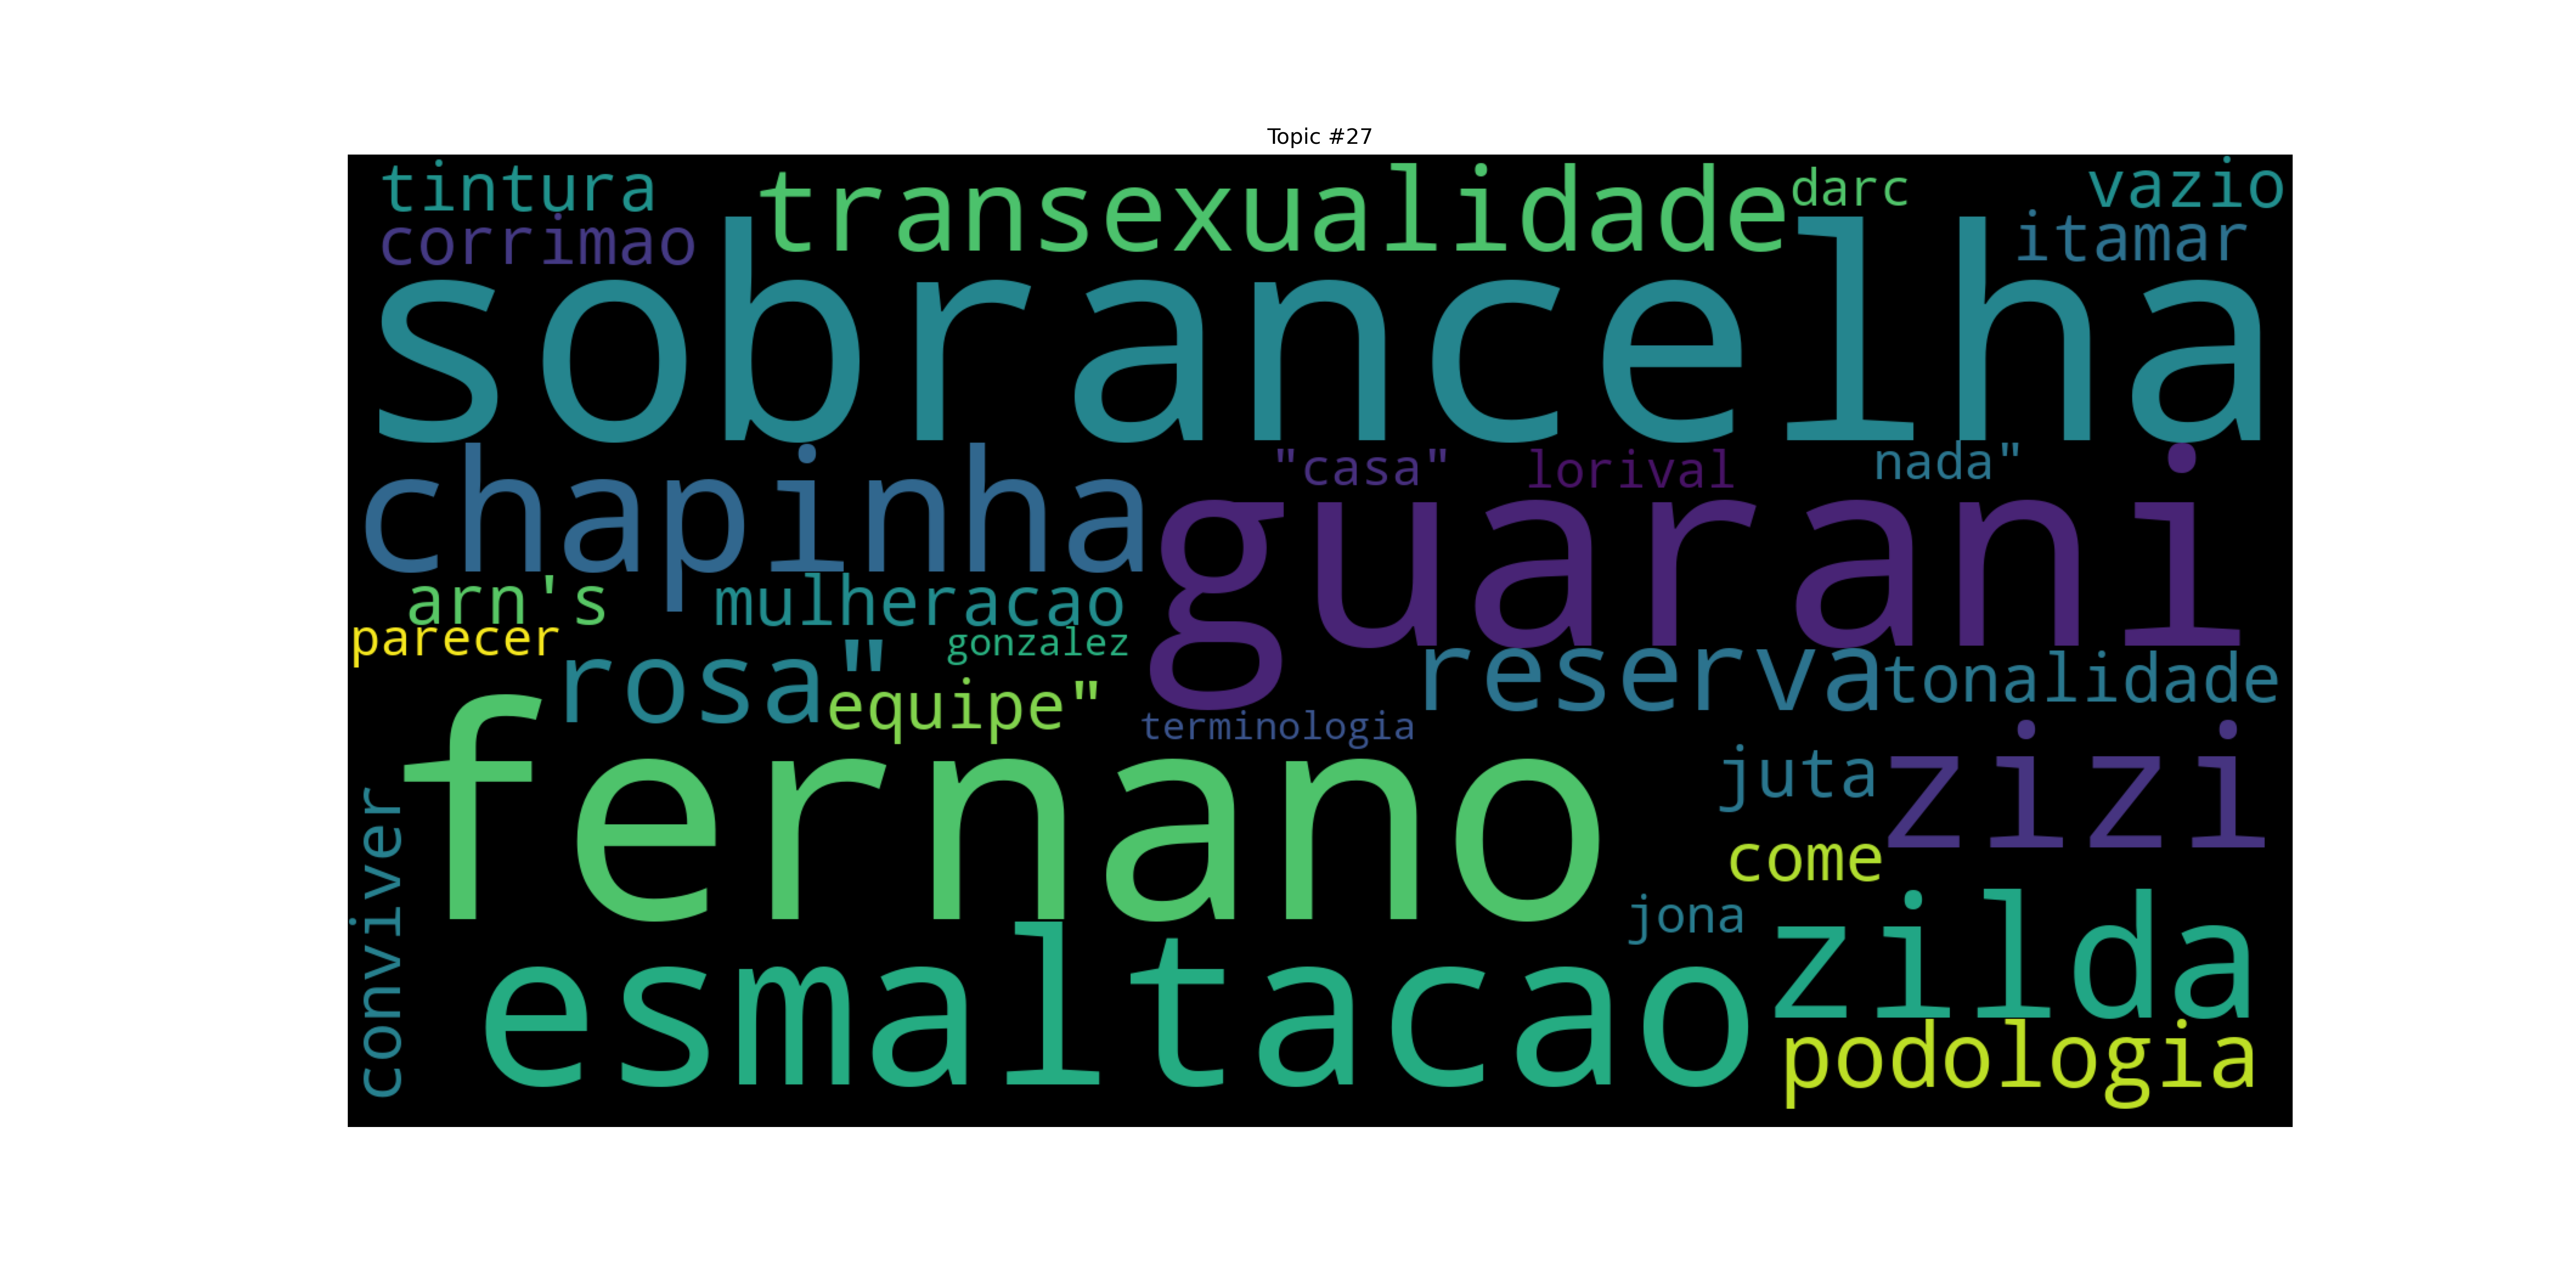 Topic #27
tintura
transexualidade
darc
vazio
corrimao
itamar
sobrancelha
chapinha
"casa"
lorival
nada"
guarani
arn's
mulheracao
parecer
gonzalez
rosa"
reserva
tonalidade
equipe"
terminologia
fernano
juta
zizi
come
conviver
jona
zilda
esmaltacao
podologia